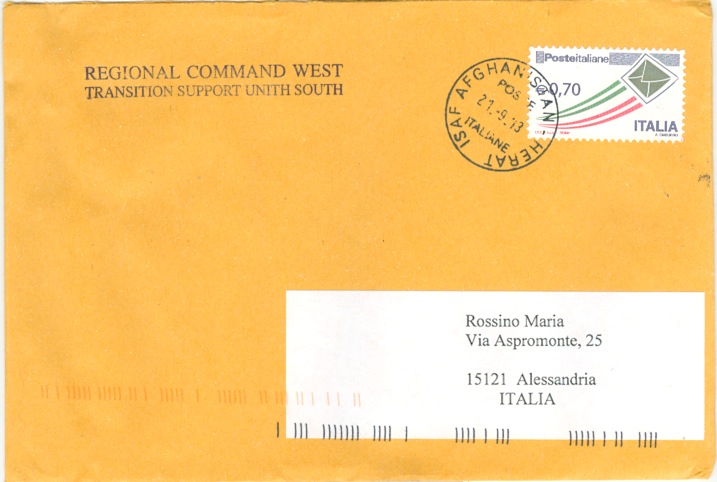 REGIONAL COMMAND WEST
TRANSITION SUPPORT UNITH SOUTH
ISAF AFGHANISTAN - HERAT
POSTE
21.-9.13
ITALIANE
Posteitaliane
€0,70
ITALIA
Rossino Maria
Via Aspromonte, 25
15121 Alessandria
ITALIA